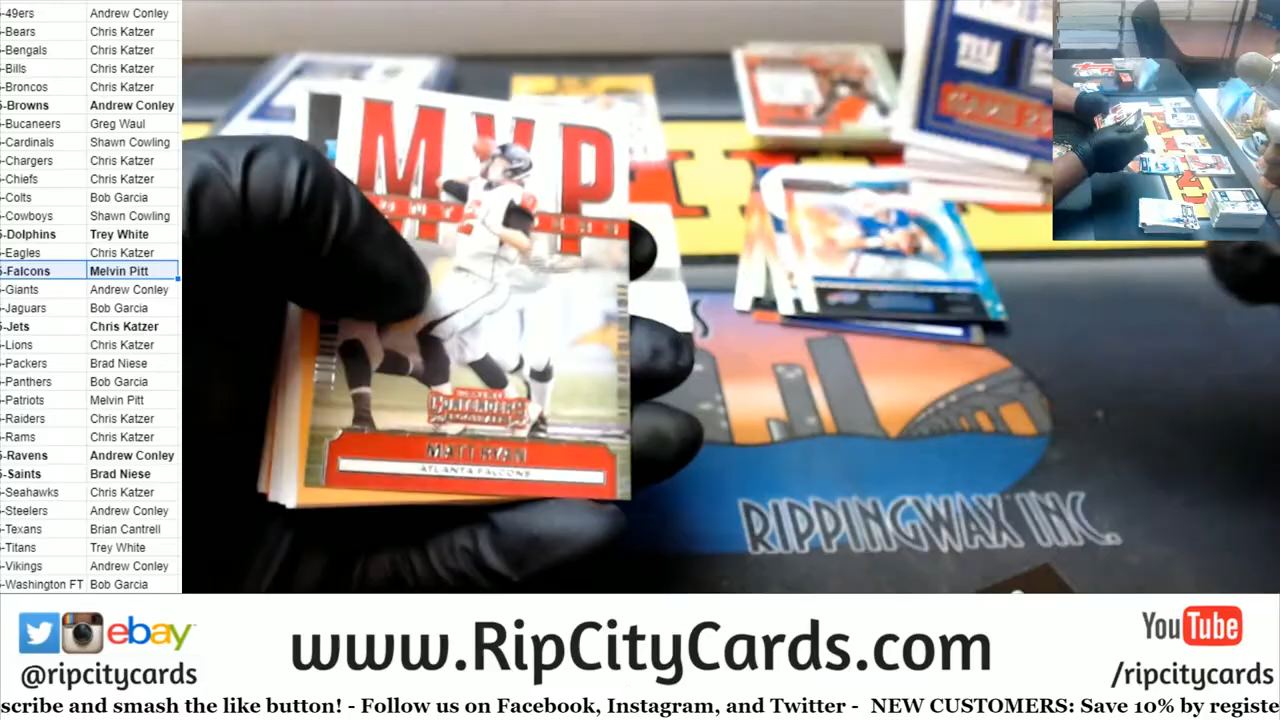 -49ers Andrew Conley
-Bears Chris Katzer
-Bengals Chris Katzer
-Bills Chris Katzer
-Broncos Chris Katzer
-Browns Andrew Conley
-Bucaneers Greg Waul
-Cardinals Shawn Cowling
-Chargers Chris Katzer
-Chiefs Chris Katzer
-Colts Bob Garcia
-Cowboys Shawn Cowling
-Dolphins Trey White
-Eagles Chris Katzer
-Falcons Melvin Pitt
-Giants Andrew Conley
-Jaguars Bob Garcia
-Jets Chris Katzer
-Lions Chris Katzer
-Packers Brad Niese
-Panthers Bob Garcia
-Patriots Melvin Pitt
-Raiders Chris Katzer
-Rams Chris Katzer
-Ravens Andrew Conley
-Saints Brad Niese
-Seahawks Chris Katzer
-Steelers Andrew Conley
-Texans Brian Cantrell
-Titans Trey White
-Vikings Andrew Conley
-Washington FT Bob Garcia
MVP
CONTENDERS
MATT RYAN
ATLANTA FALCONS
RIPPINGWAX INC.
ebay
@ripcitycards
www.RipCityCards.com
YouTube
/ripcitycards
scribe and smash the like button! - Follow us on Facebook, Instagram, and Twitter - NEW CUSTOMERS: Save 10% by registe